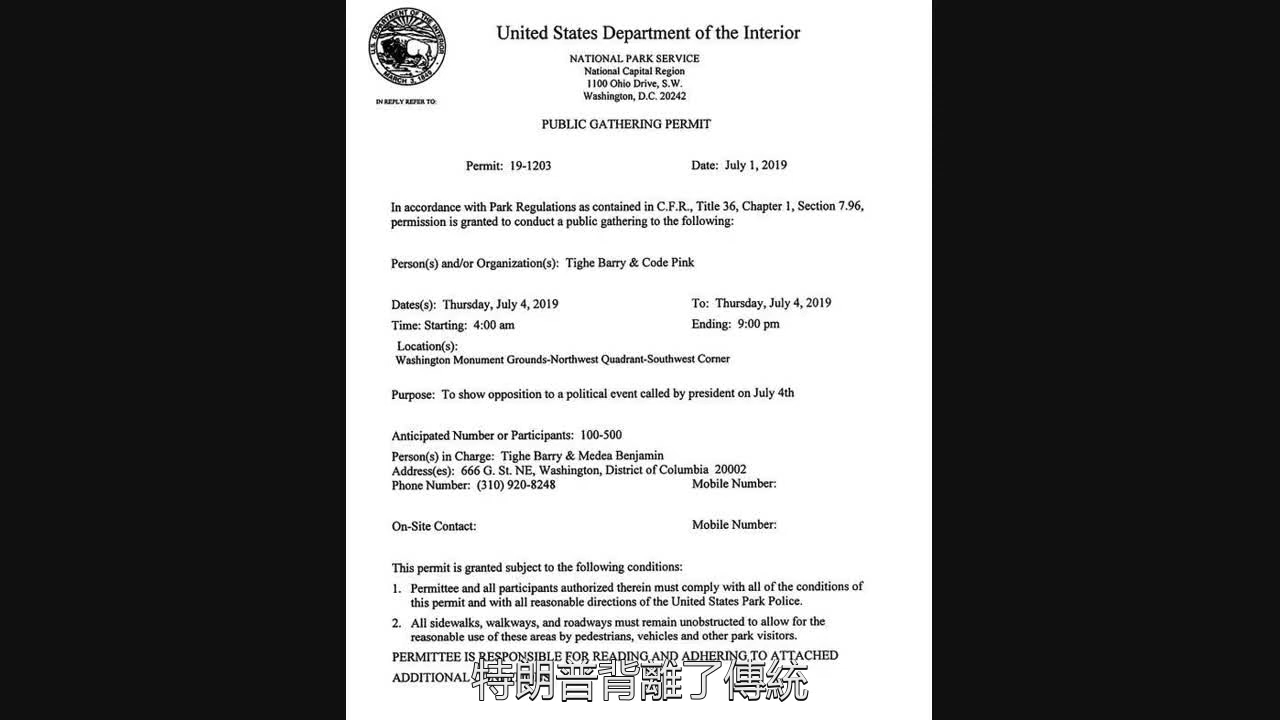 U.S. DEPARTMENT OF THE INTERIOR
MARCH 3, 1849
United States Department of the Interior
NATIONAL PARK SERVICE
National Capital Region
1100 Ohio Drive, S.W.
Washington, D.C. 20242
IN REPLY REFER TO:
PUBLIC GATHERING PERMIT
Permit: 19-1203 Date: July 1, 2019
In accordance with Park Regulations as contained in C.F.R., Title 36, Chapter 1, Section 7.96,
permission is granted to conduct a public gathering to the following:
Person(s) and/or Organization(s): Tighe Barry & Code Pink
Dates(s): Thursday, July 4, 2019 To: Thursday, July 4, 2019
Time: Starting: 4:00 am Ending: 9:00 pm
Location(s):
Washington Monument Grounds-Northwest Quadrant-Southwest Corner
Purpose: To show opposition to a political event called by president on July 4th
Anticipated Number or Participants: 100-500
Person(s) in Charge: Tighe Barry & Medea Benjamin
Address(es): 666 G. St. NE, Washington, District of Columbia 20002
Phone Number: (310) 920-8248 Mobile Number:
On-Site Contact: Mobile Number:
This permit is granted subject to the following conditions:
1. Permittee and all participants authorized therein must comply with all of the conditions of
this permit and with all reasonable directions of the United States Park Police.
2. All sidewalks, walkways, and roadways must remain unobstructed to allow for the
reasonable use of these areas by pedestrians, vehicles and other park visitors.
PERMITTEE IS RESPONSIBLE FOR READING AND ADHERING TO ATTACHED
ADDITIONAL
特朗普背離了傳統